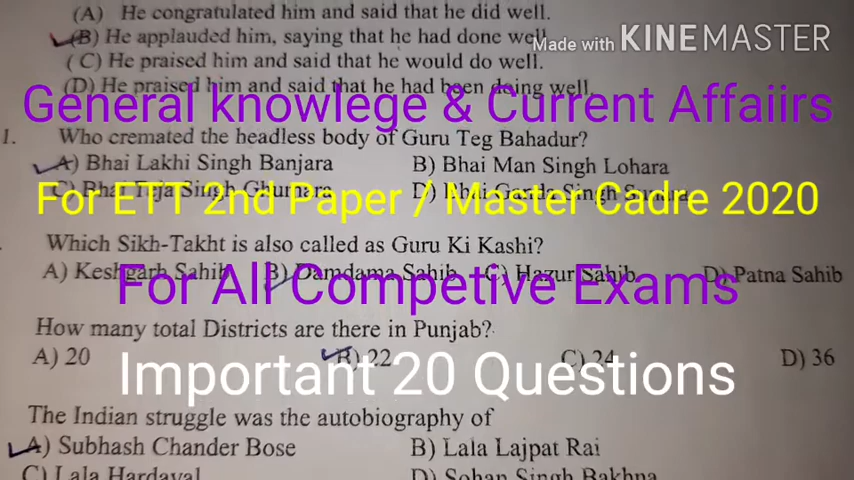 (A) He congratulated him and said that he did well.
(B) He applauded him, saying that he had done well.
Made with KINEMASTER
(C) He praised him and said that he would do well.
(D) He praised him and said that he had been doing well.
General knowlege & Current Affaiirs
1. Who cremated the headless body of Guru Teg Bahadur?
A) Bhai Lakhi Singh Banjara B) Bhai Man Singh Lohara
C) Bhai Teja Singh D) Bhai Singh
For ETT 2nd Paper / Master Cadre 2020
Which Sikh-Takht is also called as Guru Ki Kashi?
A) Keshgarh Sahib B) Damdama Sahib C) Hazur Sahib D) Patna Sahib
For All Competive Exams
How many total Districts are there in Punjab?
A) 20 B) 22 C) 24 D) 36
Important 20 Questions
The Indian struggle was the autobiography of
A) Subhash Chander Bose B) Lala Lajpat Rai
C) Lala Hardayal D) Sohan Singh Bakhna